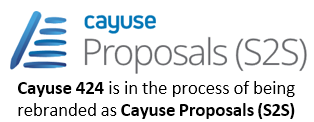 cayuse
Proposals (S2S)
Cayuse 424 is in the process of being
rebranded as Cayuse Proposals (S2S)